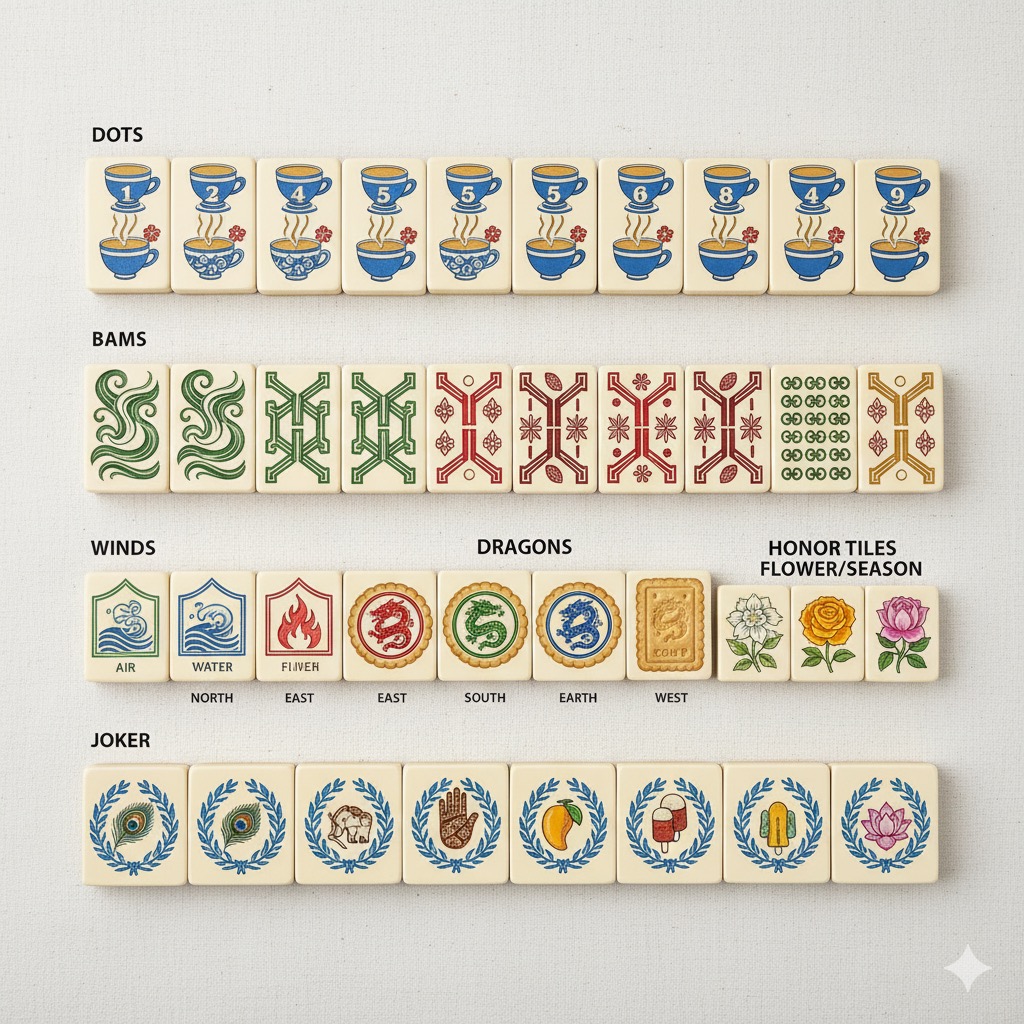 DOTS
1 2 4 5 5 5 6 8 4 9
BAMS
WINDS
DRAGONS
HONOR TILES
FLOWER/SEASON
AIR
WATER
NORTH
EAST
EAST
SOUTH
EARTH
WEST
JOKER